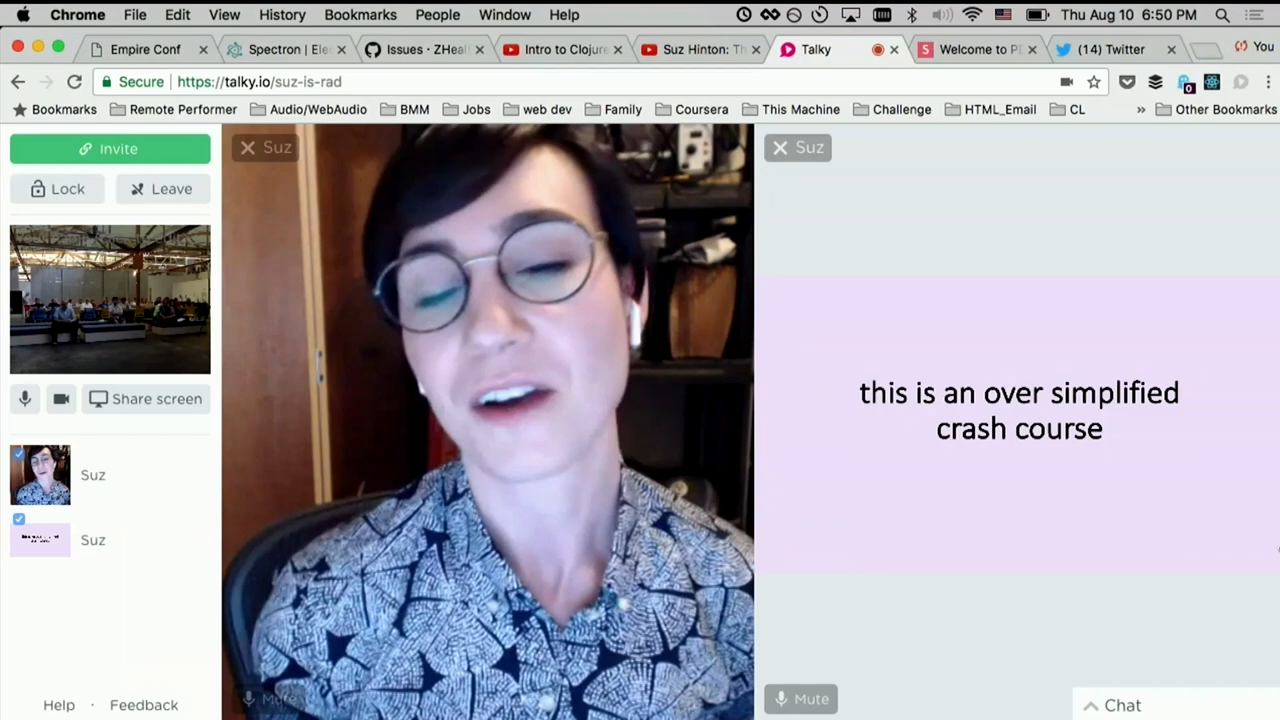 Chrome File Edit View History Bookmarks People Window Help Thu Aug 10 6:50 PM
Empire Conf Spectron | Ele Issues · ZHeal Intro to Clojure Suz Hinton: Th Talky Welcome to P (14) Twitter You
Secure https://talky.io/suz-is-rad 0
Bookmarks Remote Performer Audio/WebAudio BMM Jobs web dev Family Coursera This Machine Challenge HTML_Email CL » Other Bookmarks
Invite
Suz
Suz
Lock Leave
Share screen
Suz
Suz
this is an over simplified
crash course
Help · Feedback
Mute
Mute
Chat